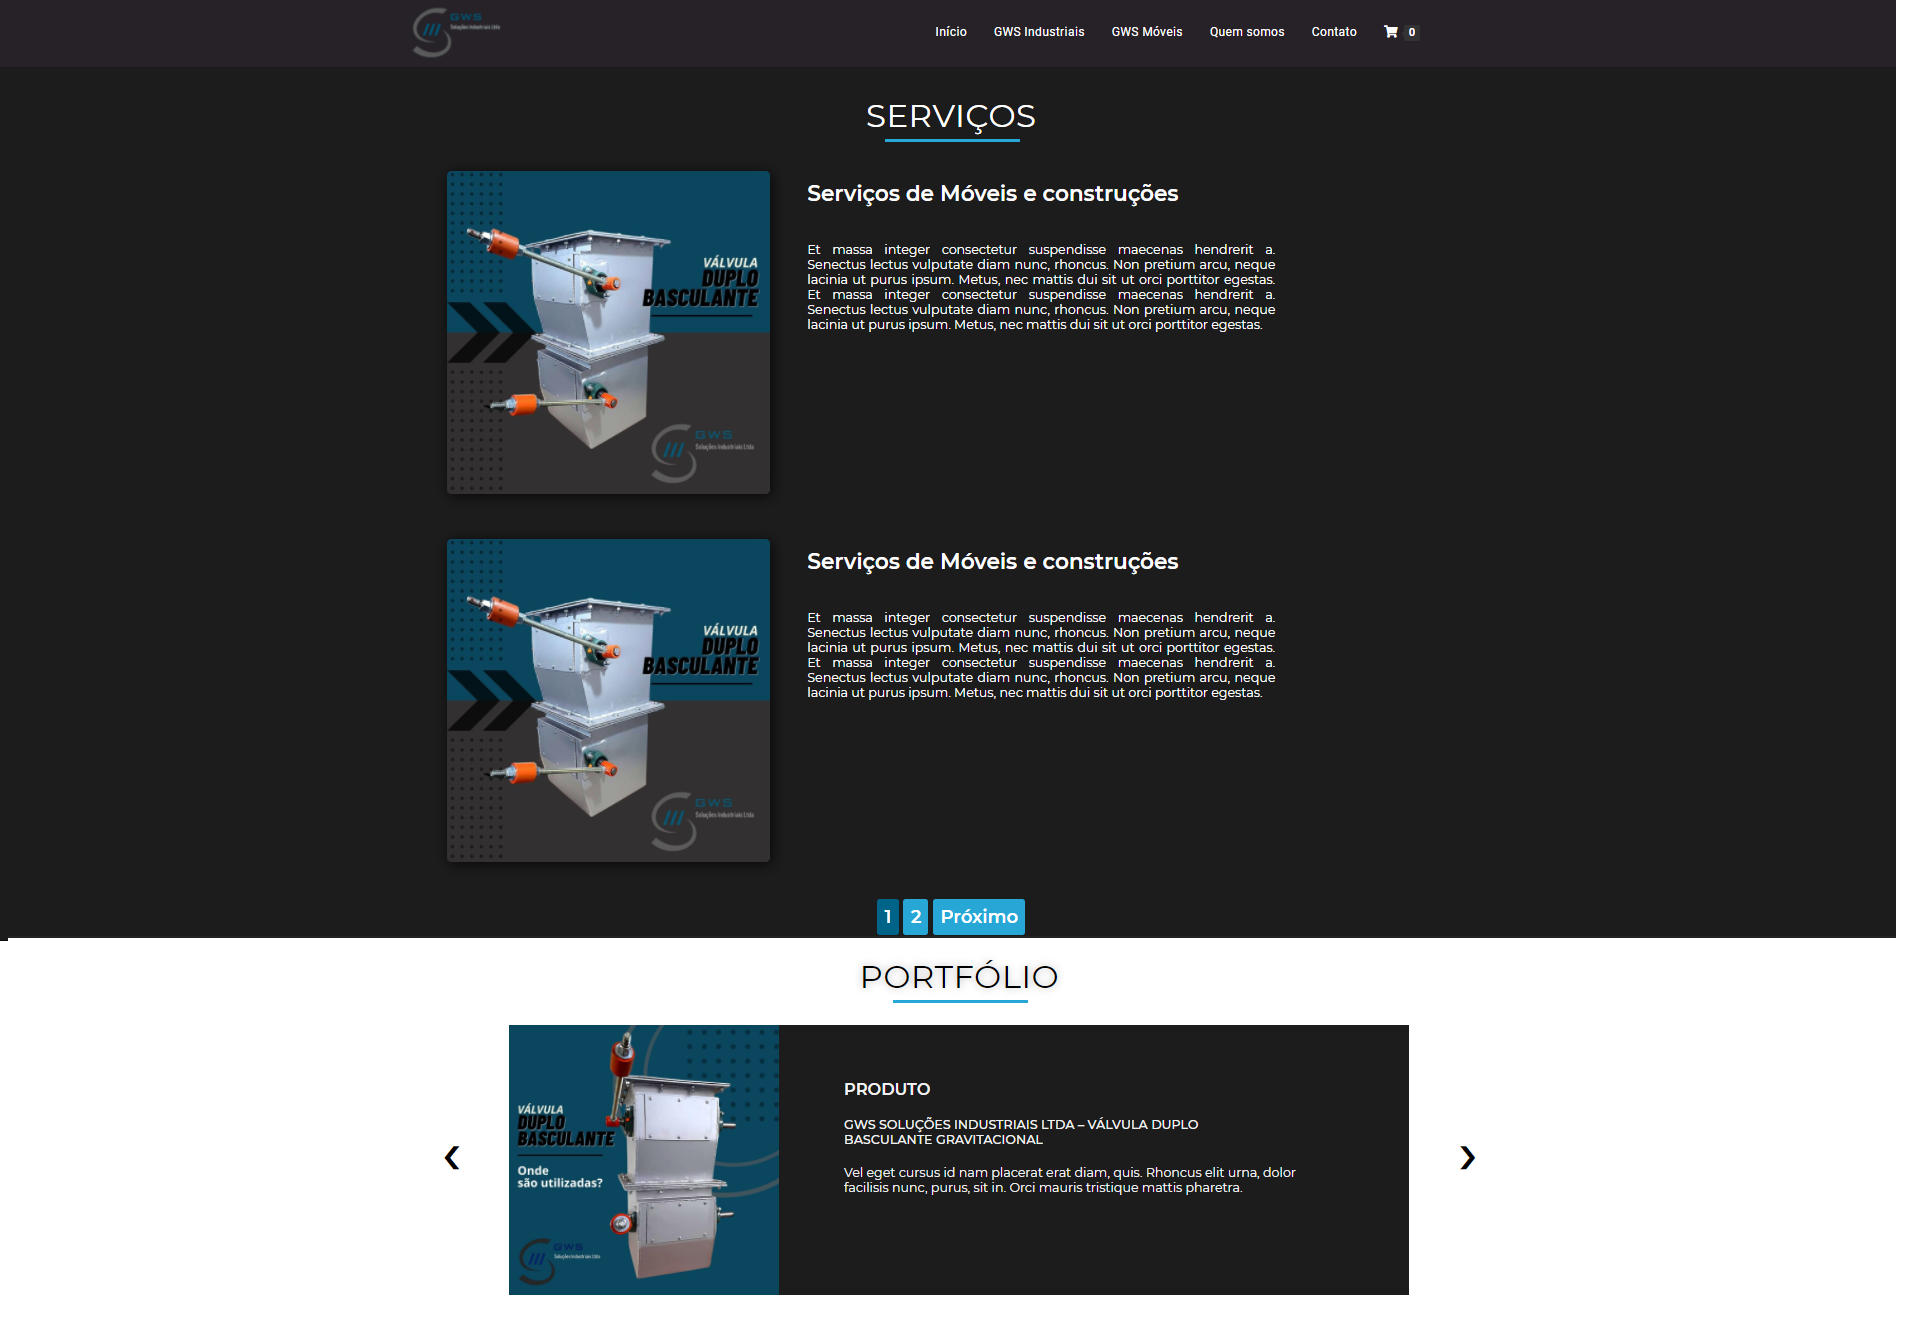 GWS
Soluções Industriais Ltda
Início GWS Industriais GWS Móveis Quem somos Contato 0
SERVIÇOS
VÁLVULA
DUPLO
BASCULANTE
GWS
Soluções Industriais Ltda
Serviços de Móveis e construções
Et massa integer consectetur suspendisse maecenas hendrerit a.
Senectus lectus vulputate diam nunc, rhoncus. Non pretium arcu, neque
lacinia ut purus ipsum. Metus, nec mattis dui sit ut orci porttitor egestas.
Et massa integer consectetur suspendisse maecenas hendrerit a.
Senectus lectus vulputate diam nunc, rhoncus. Non pretium arcu, neque
lacinia ut purus ipsum. Metus, nec mattis dui sit ut orci porttitor egestas.
VÁLVULA
DUPLO
BASCULANTE
GWS
Soluções Industriais Ltda
Serviços de Móveis e construções
Et massa integer consectetur suspendisse maecenas hendrerit a.
Senectus lectus vulputate diam nunc, rhoncus. Non pretium arcu, neque
lacinia ut purus ipsum. Metus, nec mattis dui sit ut orci porttitor egestas.
Et massa integer consectetur suspendisse maecenas hendrerit a.
Senectus lectus vulputate diam nunc, rhoncus. Non pretium arcu, neque
lacinia ut purus ipsum. Metus, nec mattis dui sit ut orci porttitor egestas.
1 2 Próximo
PORTFÓLIO
VÁLVULA
DUPLO
BASCULANTE
Onde
são utilizadas?
GWS
Soluções Industriais Ltda
PRODUTO
GWS SOLUÇÕES INDUSTRIAIS LTDA – VÁLVULA DUPLO
BASCULANTE GRAVITACIONAL
Vel eget cursus id nam placerat erat diam, quis. Rhoncus elit urna, dolor
facilisis nunc, purus, sit in. Orci mauris tristique mattis pharetra.